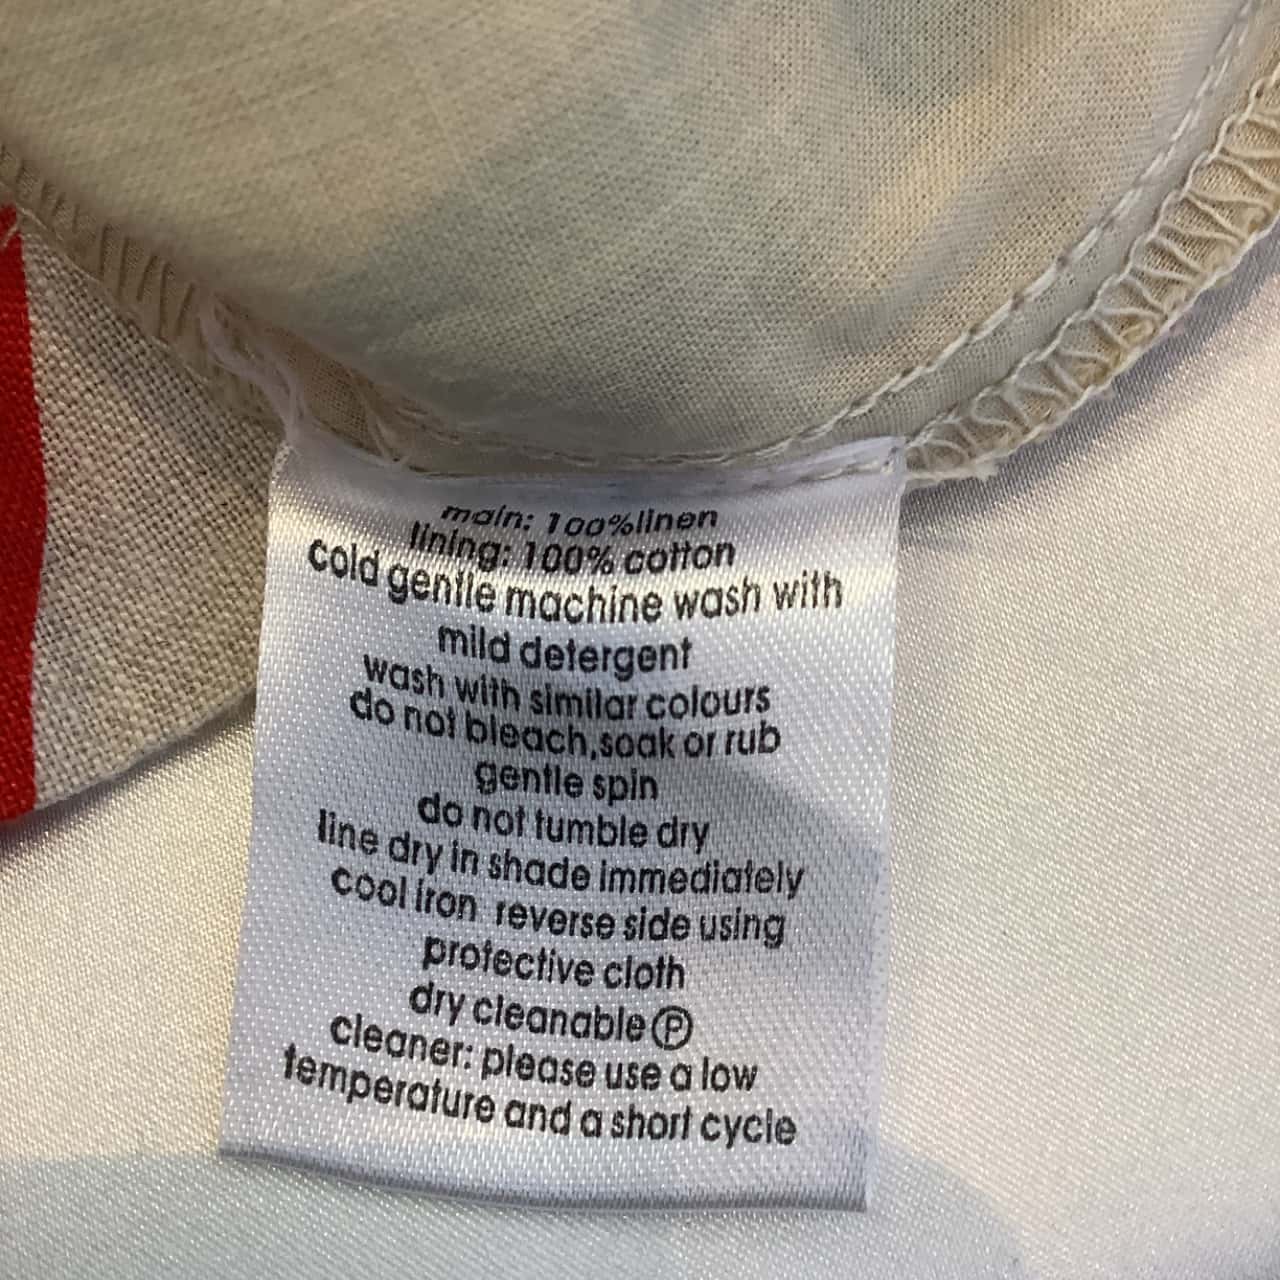 main: 100%linen
lining: 100% cotton
cold gentle machine wash with
mild detergent
wash with similar colours
do not bleach,soak or rub
gentle spin
do not tumble dry
line dry in shade immediately
cool iron reverse side using
protective cloth
dry cleanable Ⓟ
cleaner: please use a low
temperature and a short cycle